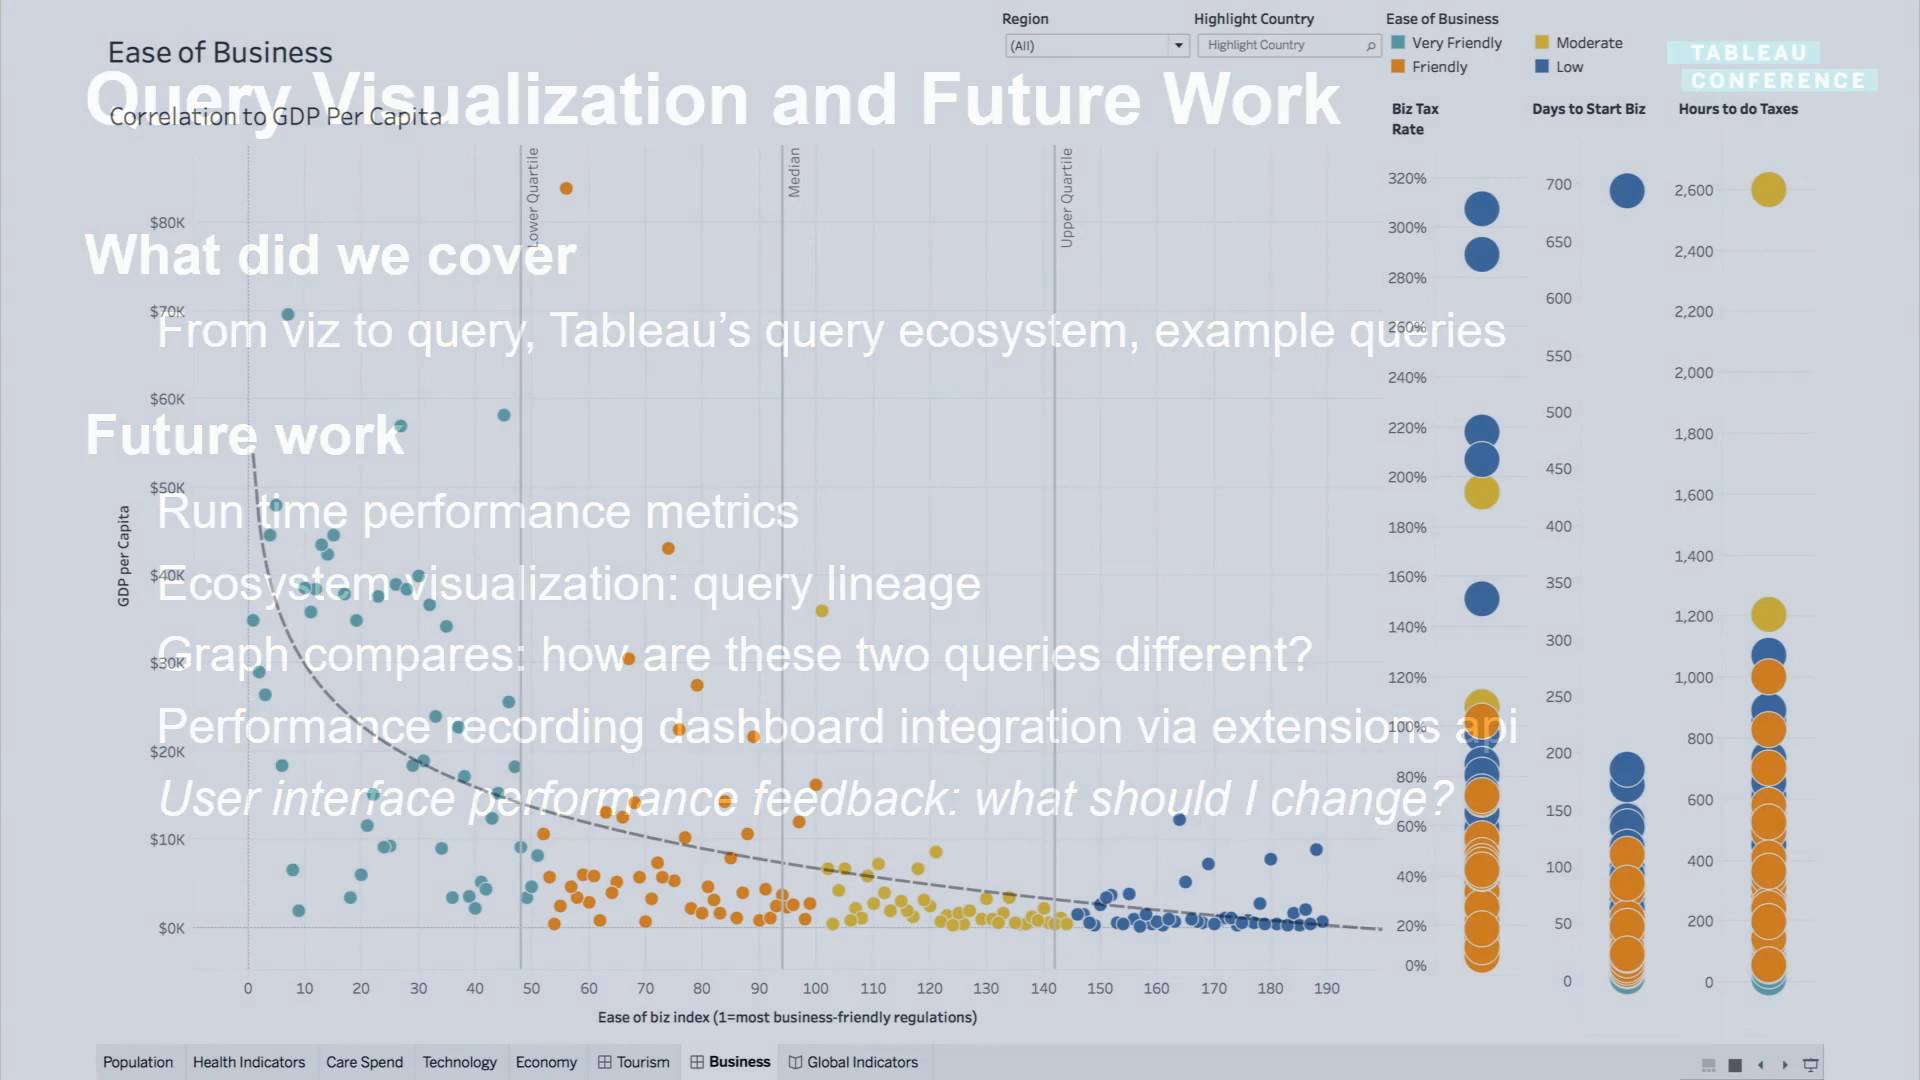 Region
Highlight Country
Ease of Business
(All)
Highlight Country
Very Friendly
Moderate
Friendly
Low
TABLEAU
CONFERENCE
Ease of Business
Query Visualization and Future Work
Correlation to GDP Per Capita
Biz Tax
Rate
Days to Start Biz
Hours to do Taxes
Lower Quartile
Median
Upper Quartile
What did we cover
From viz to query, Tableau’s query ecosystem, example queries
Future work
Run time performance metrics
Ecosystem visualization: query lineage
Graph compares: how are these two queries different?
Performance recording dashboard integration via extensions api
User interface performance feedback: what should I change?
GDP per Capita
$80K
$70K
$60K
$50K
$40K
$30K
$20K
$10K
$0K
0 10 20 30 40 50 60 70 80 90 100 110 120 130 140 150 160 170 180 190
Ease of biz index (1=most business-friendly regulations)
320%
300%
280%
260%
240%
220%
200%
180%
160%
140%
120%
100%
80%
60%
40%
20%
0%
700
650
600
550
500
450
400
350
300
250
200
150
100
50
0
2,600
2,400
2,200
2,000
1,800
1,600
1,400
1,200
1,000
800
600
400
200
0
Population Health Indicators Care Spend Technology Economy Tourism Business Global Indicators